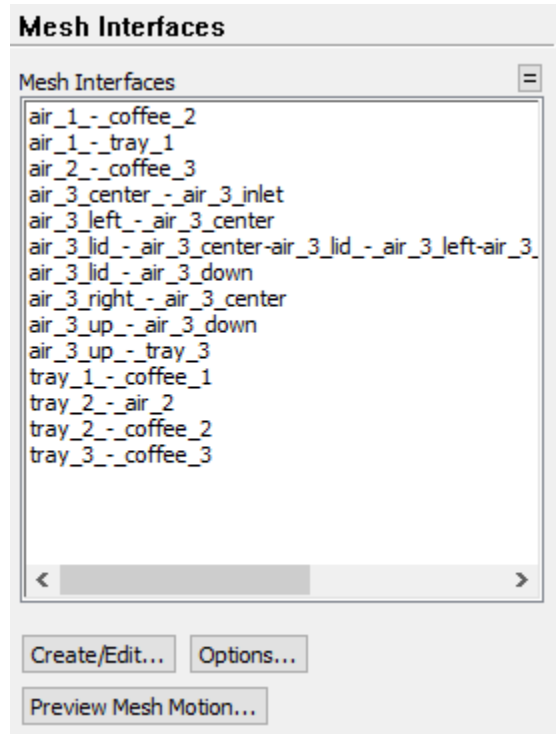 Mesh Interfaces
Mesh Interfaces
=
air_1_-_coffee_2
air_1_-_tray_1
air_2_-_coffee_3
air_3_center_-_air_3_inlet
air_3_left_-_air_3_center
air_3_lid_-_air_3_center-air_3_lid_-_air_3_left-air_3_
air_3_lid_-_air_3_down
air_3_right_-_air_3_center
air_3_up_-_air_3_down
air_3_up_-_tray_3
tray_1_-_coffee_1
tray_2_-_air_2
tray_2_-_coffee_2
tray_3_-_coffee_3
Create/Edit... Options...
Preview Mesh Motion...